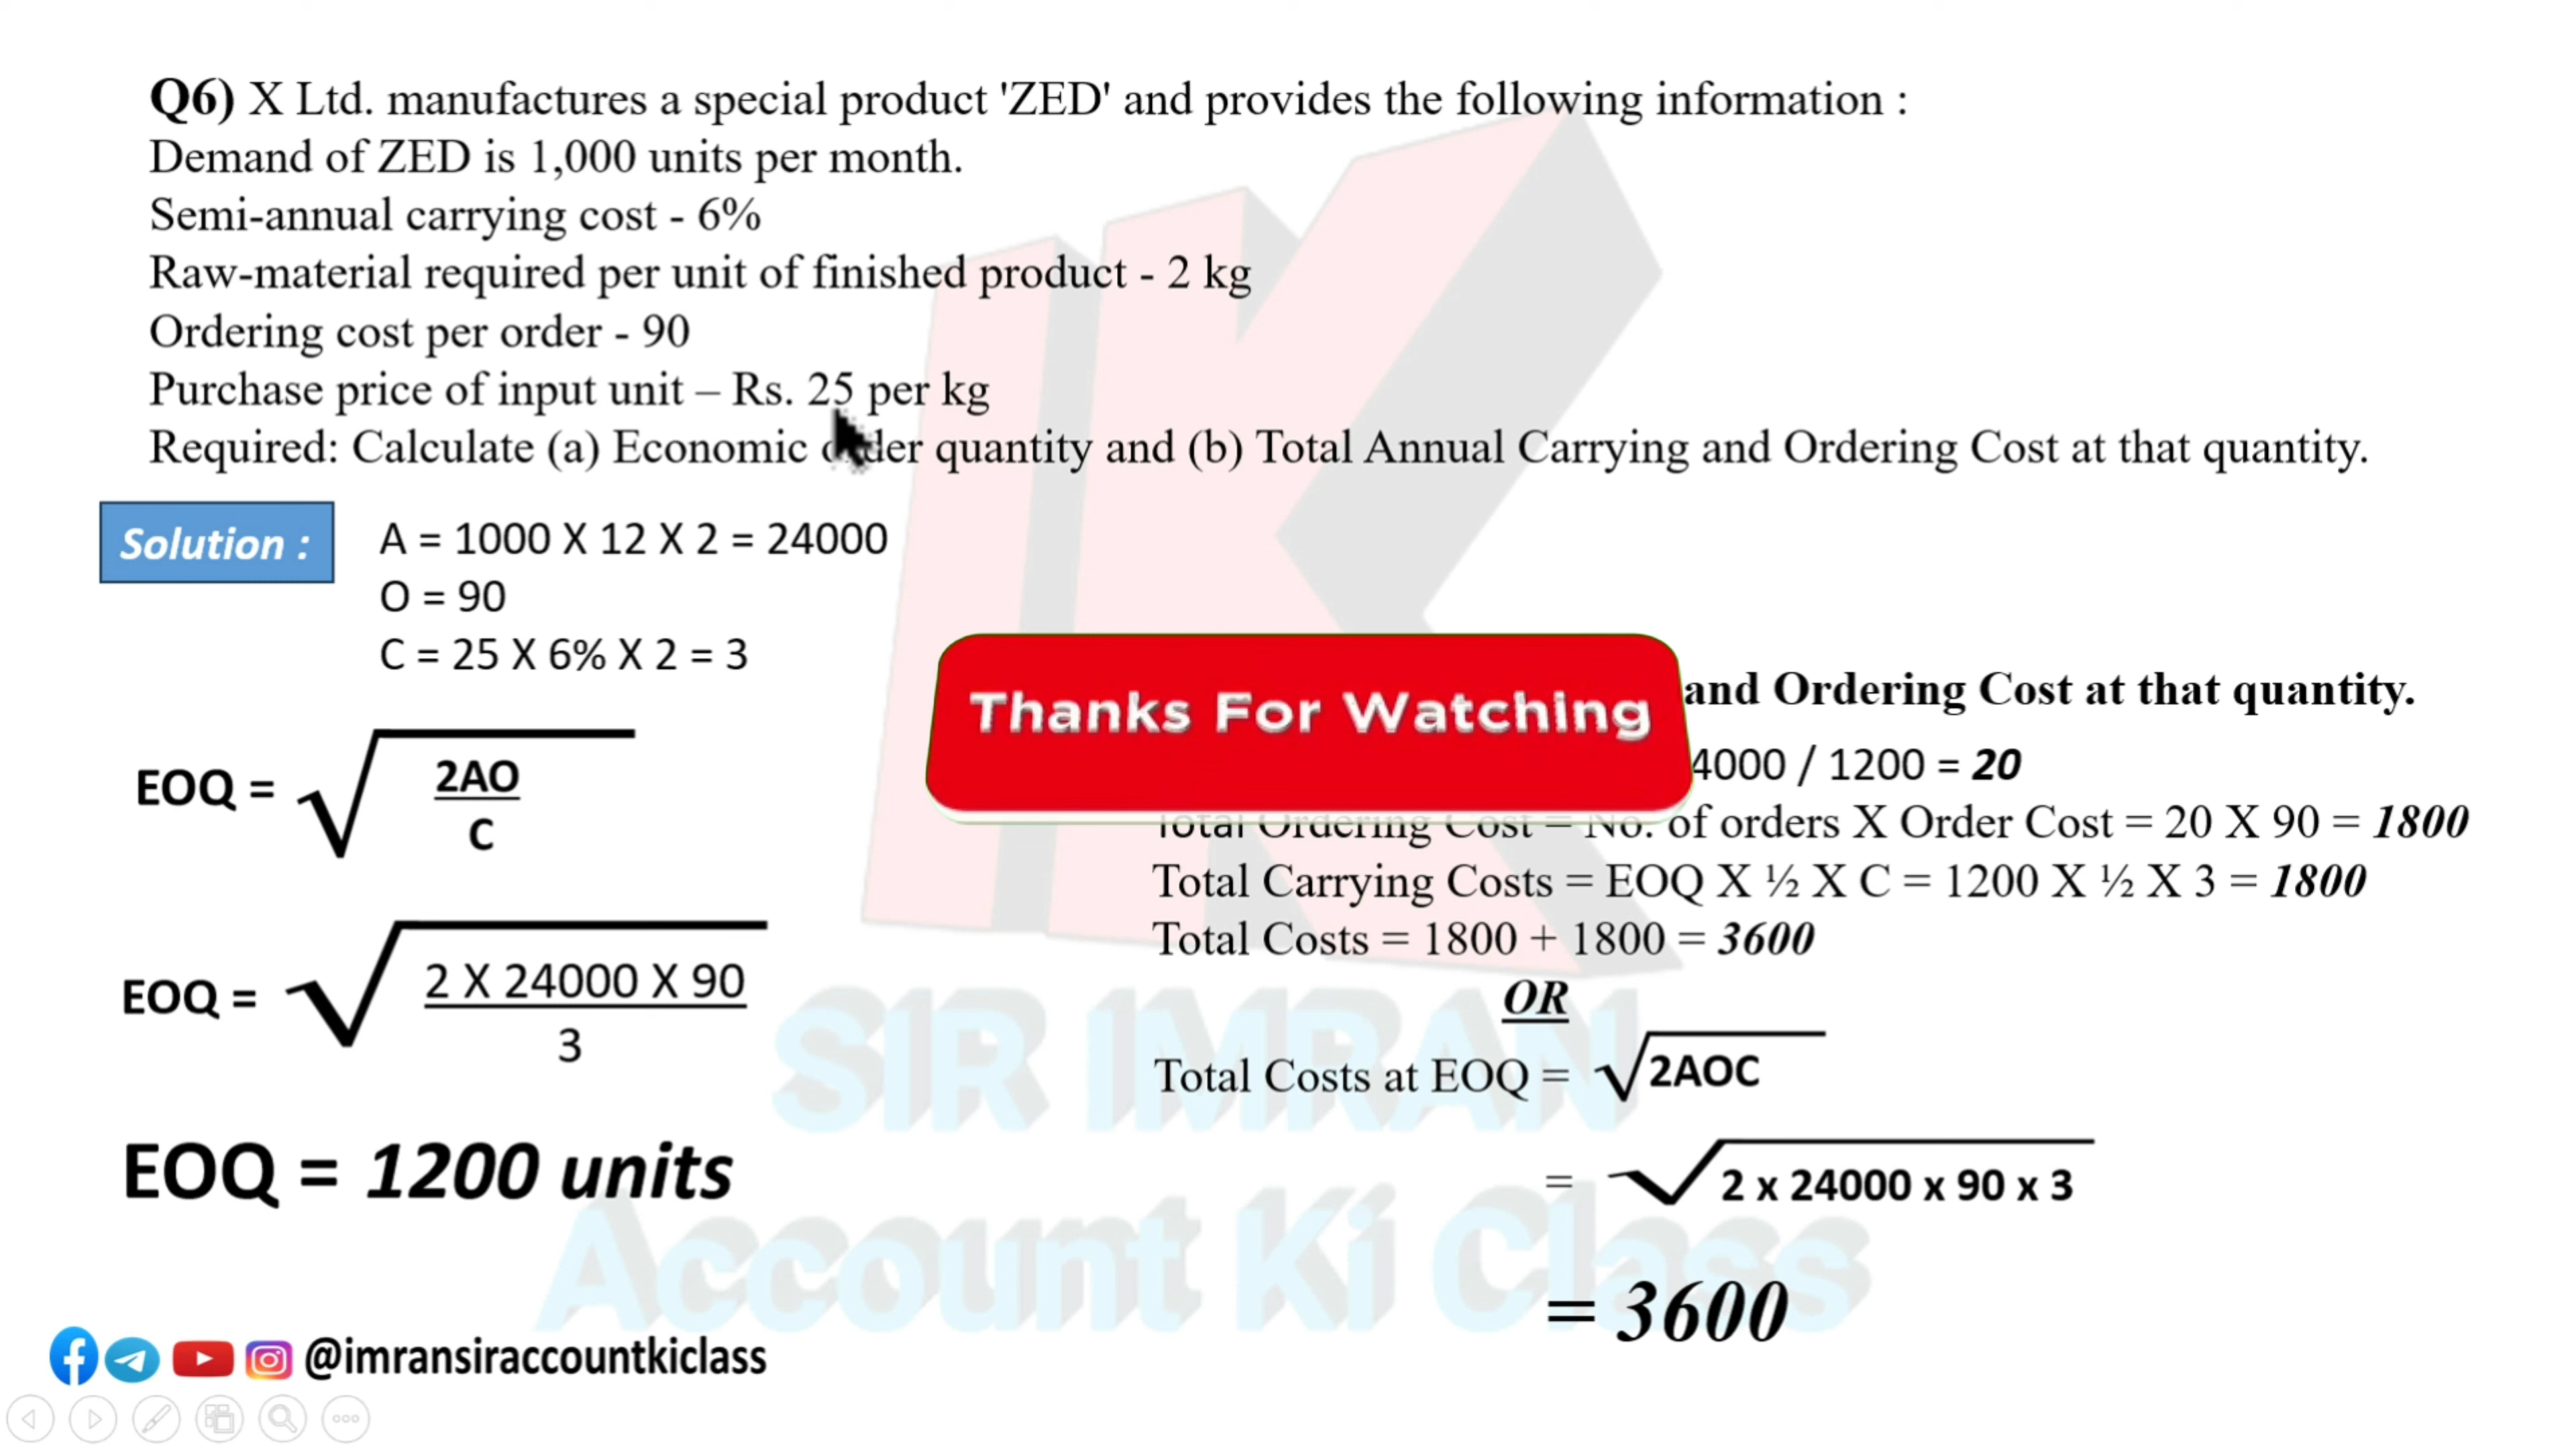 Q6) X Ltd. manufactures a special product 'ZED' and provides the following information :
Demand of ZED is 1,000 units per month.
Semi-annual carrying cost - 6%
Raw-material required per unit of finished product - 2 kg
Ordering cost per order - 90
Purchase price of input unit – Rs. 25 per kg
Required: Calculate (a) Economic order quantity and (b) Total Annual Carrying and Ordering Cost at that quantity.
Solution :
A = 1000 X 12 X 2 = 24000
O = 90
C = 25 X 6% X 2 = 3
EOQ = √ 2AO
C
EOQ = √ 2 X 24000 X 90
3
EOQ = 1200 units
Thanks For Watching
and Ordering Cost at that quantity.
4000 / 1200 = 20
Total Ordering Cost = No. of orders X Order Cost = 20 X 90 = 1800
Total Carrying Costs = EOQ X ½ X C = 1200 X ½ X 3 = 1800
Total Costs = 1800 + 1800 = 3600
OR
Total Costs at EOQ = √2AOC
= √2 x 24000 x 90 x 3
= 3600
SIR IMRAN
Account Ki Class
@imransiraccountkiclass